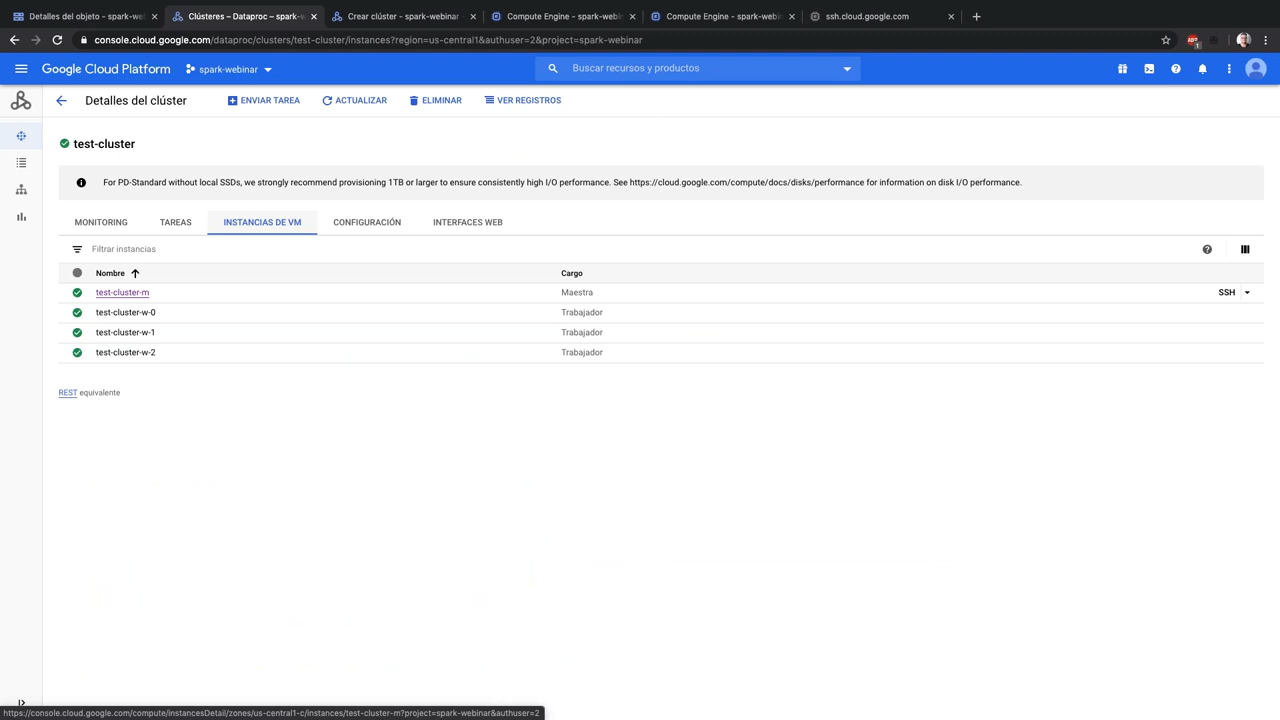 Detalles del objeto - spark-we
Clústeres – Dataproc – spark-w
Crear clúster - spark-webinar
Compute Engine - spark-webin
Compute Engine - spark-webin
ssh.cloud.google.com
console.cloud.google.com/dataproc/clusters/test-cluster/instances?region=us-central1&authuser=2&project=spark-webinar
Google Cloud Platform
spark-webinar
Buscar recursos y productos
Detalles del clúster
ENVIAR TAREA
ACTUALIZAR
ELIMINAR
VER REGISTROS
test-cluster
For PD-Standard without local SSDs, we strongly recommend provisioning 1TB or larger to ensure consistently high I/O performance. See https://cloud.google.com/compute/docs/disks/performance for information on disk I/O performance.
MONITORING TAREAS INSTANCIAS DE VM CONFIGURACIÓN INTERFACES WEB
Filtrar instancias
Nombre Cargo
test-cluster-m Maestra SSH
test-cluster-w-0 Trabajador
test-cluster-w-1 Trabajador
test-cluster-w-2 Trabajador
REST equivalente
https://console.cloud.google.com/compute/instancesDetail/zones/us-central1-c/instances/test-cluster-m?project=spark-webinar&authuser=2